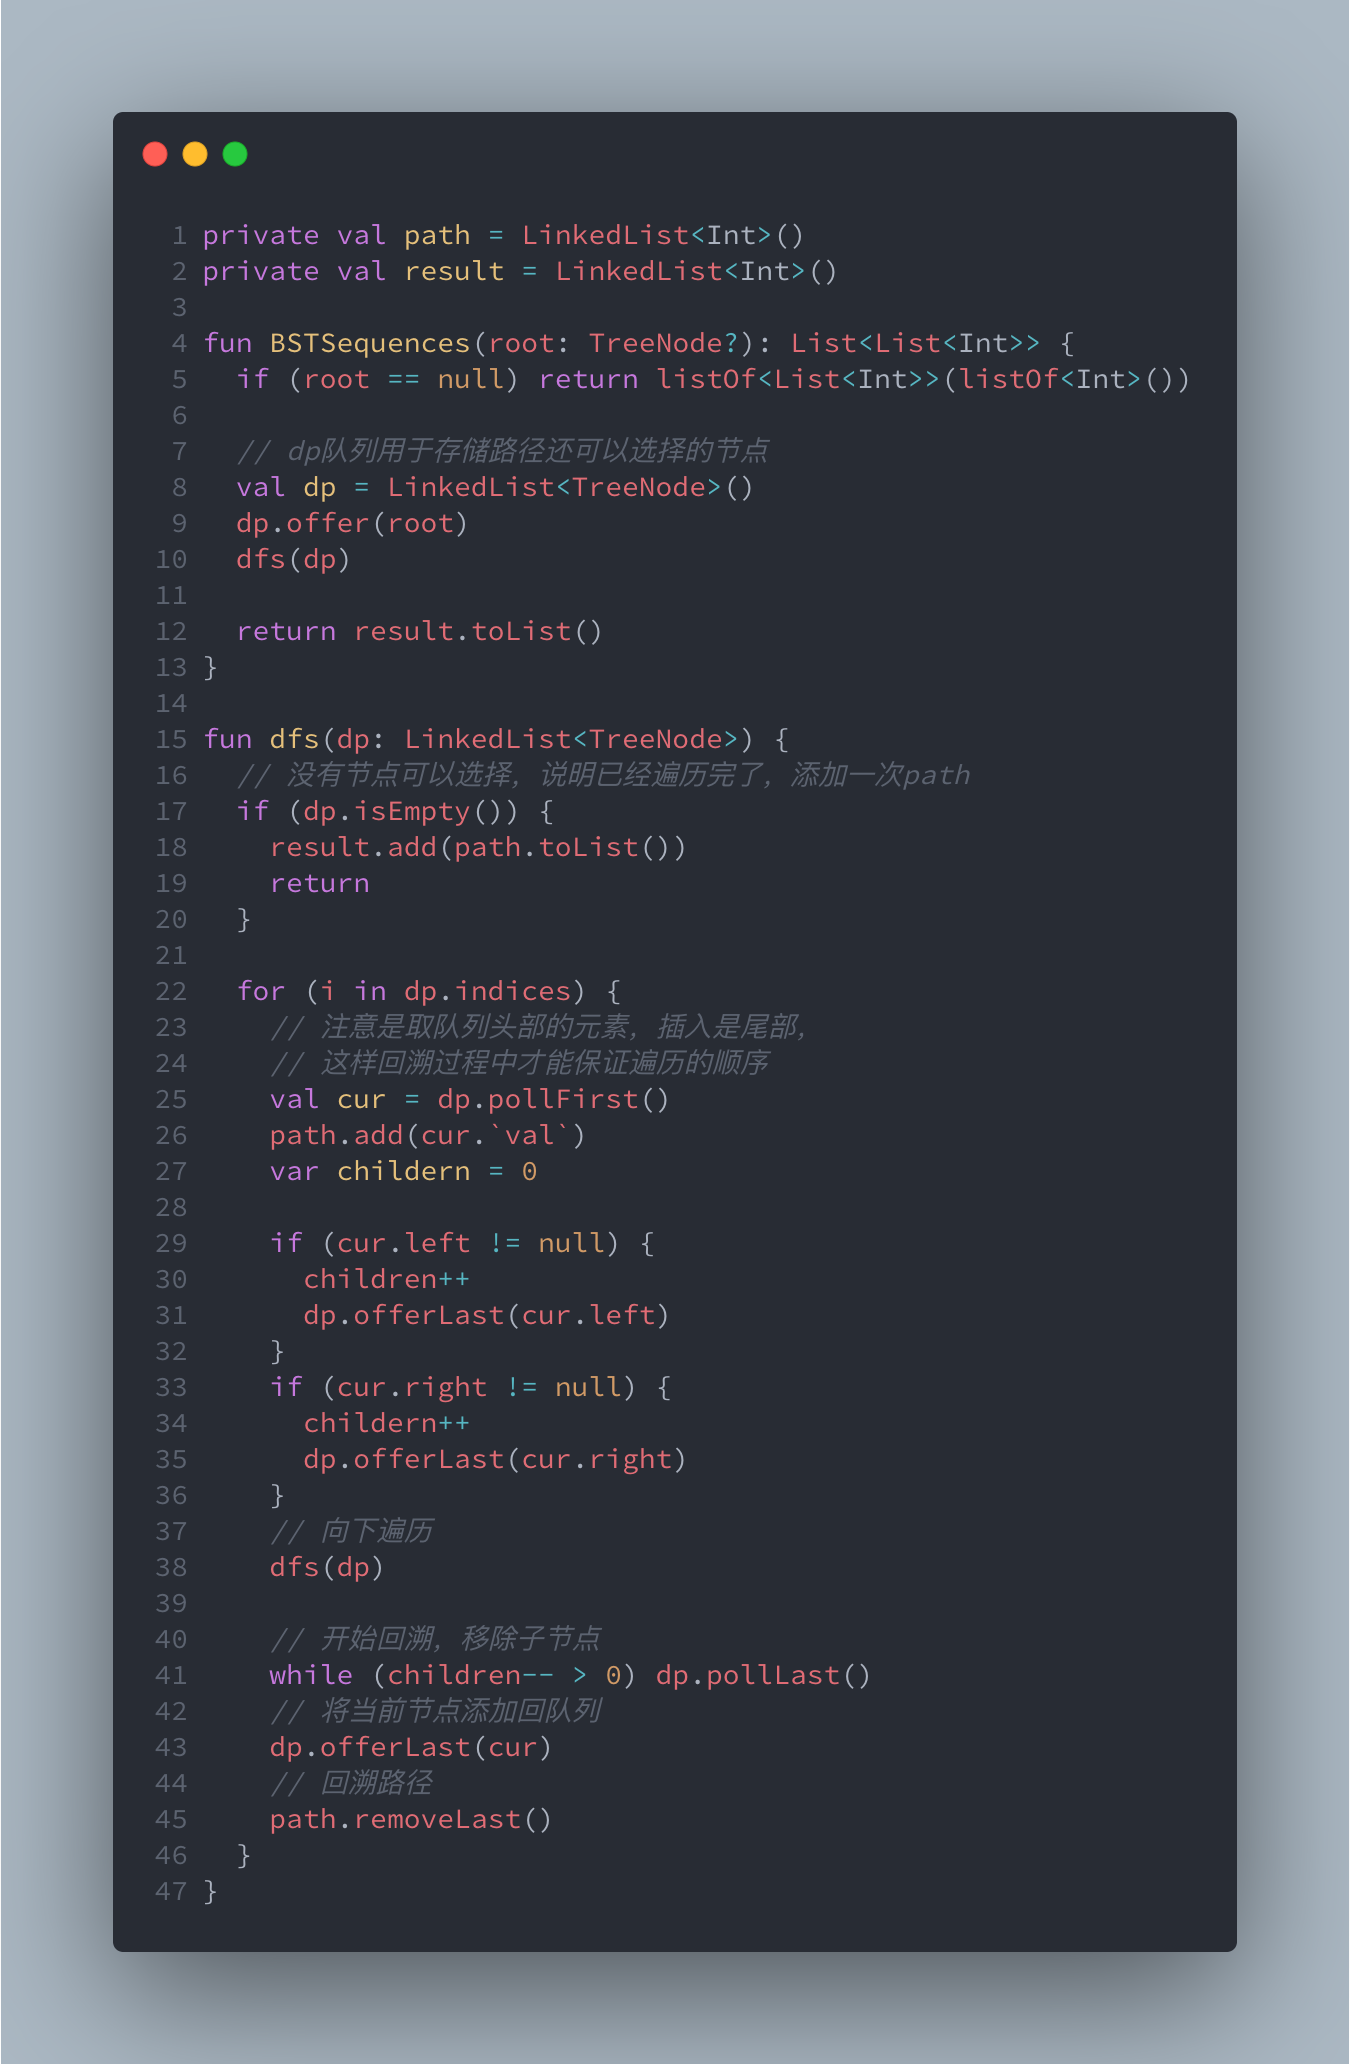 1 private val path = LinkedList<Int>()
2 private val result = LinkedList<Int>()
3
4 fun BSTSequences(root: TreeNode?): List<List<Int>> {
5   if (root == null) return listOf<List<Int>>(listOf<Int>())
6
7   // dp队列用于存储路径还可以选择的节点
8   val dp = LinkedList<TreeNode>()
9   dp.offer(root)
10   dfs(dp)
11
12   return result.toList()
13 }
14
15 fun dfs(dp: LinkedList<TreeNode>) {
16   // 没有节点可以选择, 说明已经遍历完了, 添加一次path
17   if (dp.isEmpty()) {
18     result.add(path.toList())
19     return
20   }
21
22   for (i in dp.indices) {
23     // 注意是取队列头部的元素, 插入是尾部,
24     // 这样回溯过程中才能保证遍历的顺序
25     val cur = dp.pollFirst()
26     path.add(cur.`val`)
27     var childern = 0
28
29     if (cur.left != null) {
30       children++
31       dp.offerLast(cur.left)
32     }
33     if (cur.right != null) {
34       childern++
35       dp.offerLast(cur.right)
36     }
37     // 向下遍历
38     dfs(dp)
39
40     // 开始回溯, 移除子节点
41     while (children-- > 0) dp.pollLast()
42     // 将当前节点添加回队列
43     dp.offerLast(cur)
44     // 回溯路径
45     path.removeLast()
46   }
47 }